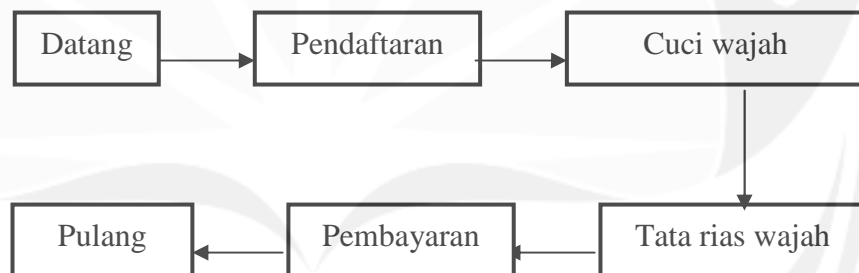 Datang
Pendaftaran
Cuci wajah
Tata rias wajah
Pembayaran
Pulang